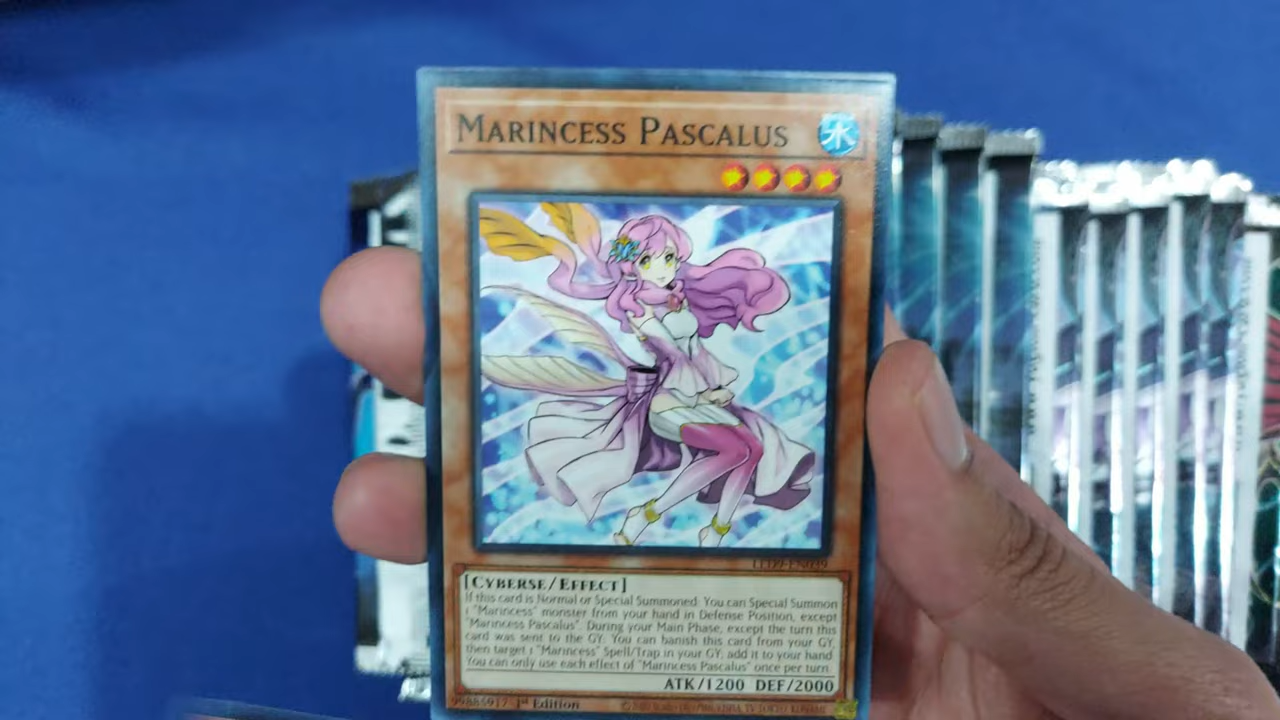 MARINCESS PASCALUS
水
LED9-EN039
[CYBERSE/EFFECT]
If this card is Normal or Special Summoned: You can Special Summon
1 "Marincess" monster from your hand in Defense Position, except
"Marincess Pascalus". During your Main Phase, except the turn this
card was sent to the GY: You can banish this card from your GY,
then target 1 "Marincess" Spell/Trap in your GY; add it to your hand.
You can only use each effect of "Marincess Pascalus" once per turn.
ATK/1200 DEF/2000
1st Edition